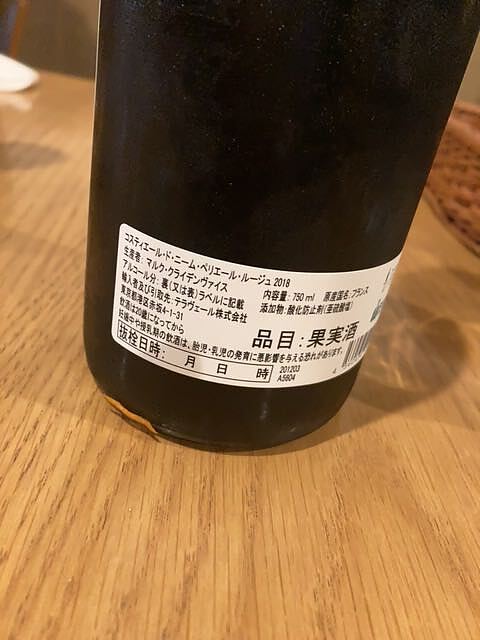 コスティエール・ド・ニーム・ペリエール・ルージュ 2018
生産者: マルク・クライデンヴァイス
アルコール分: 裏(又は表)ラベルに記載
内容量: 750 ml 原産国名: フランス
輸入者及び引取先: テラヴェール株式会社
添加物: 酸化防止剤(亜硫酸塩)
東京都港区赤坂4-1-31
飲酒は20歳になってから
品目: 果実酒
妊娠中や授乳期の飲酒は、胎児・乳児の発育に悪影響を与える恐れがあります。
抜栓日時: 月 日 時
201203
A5804
4